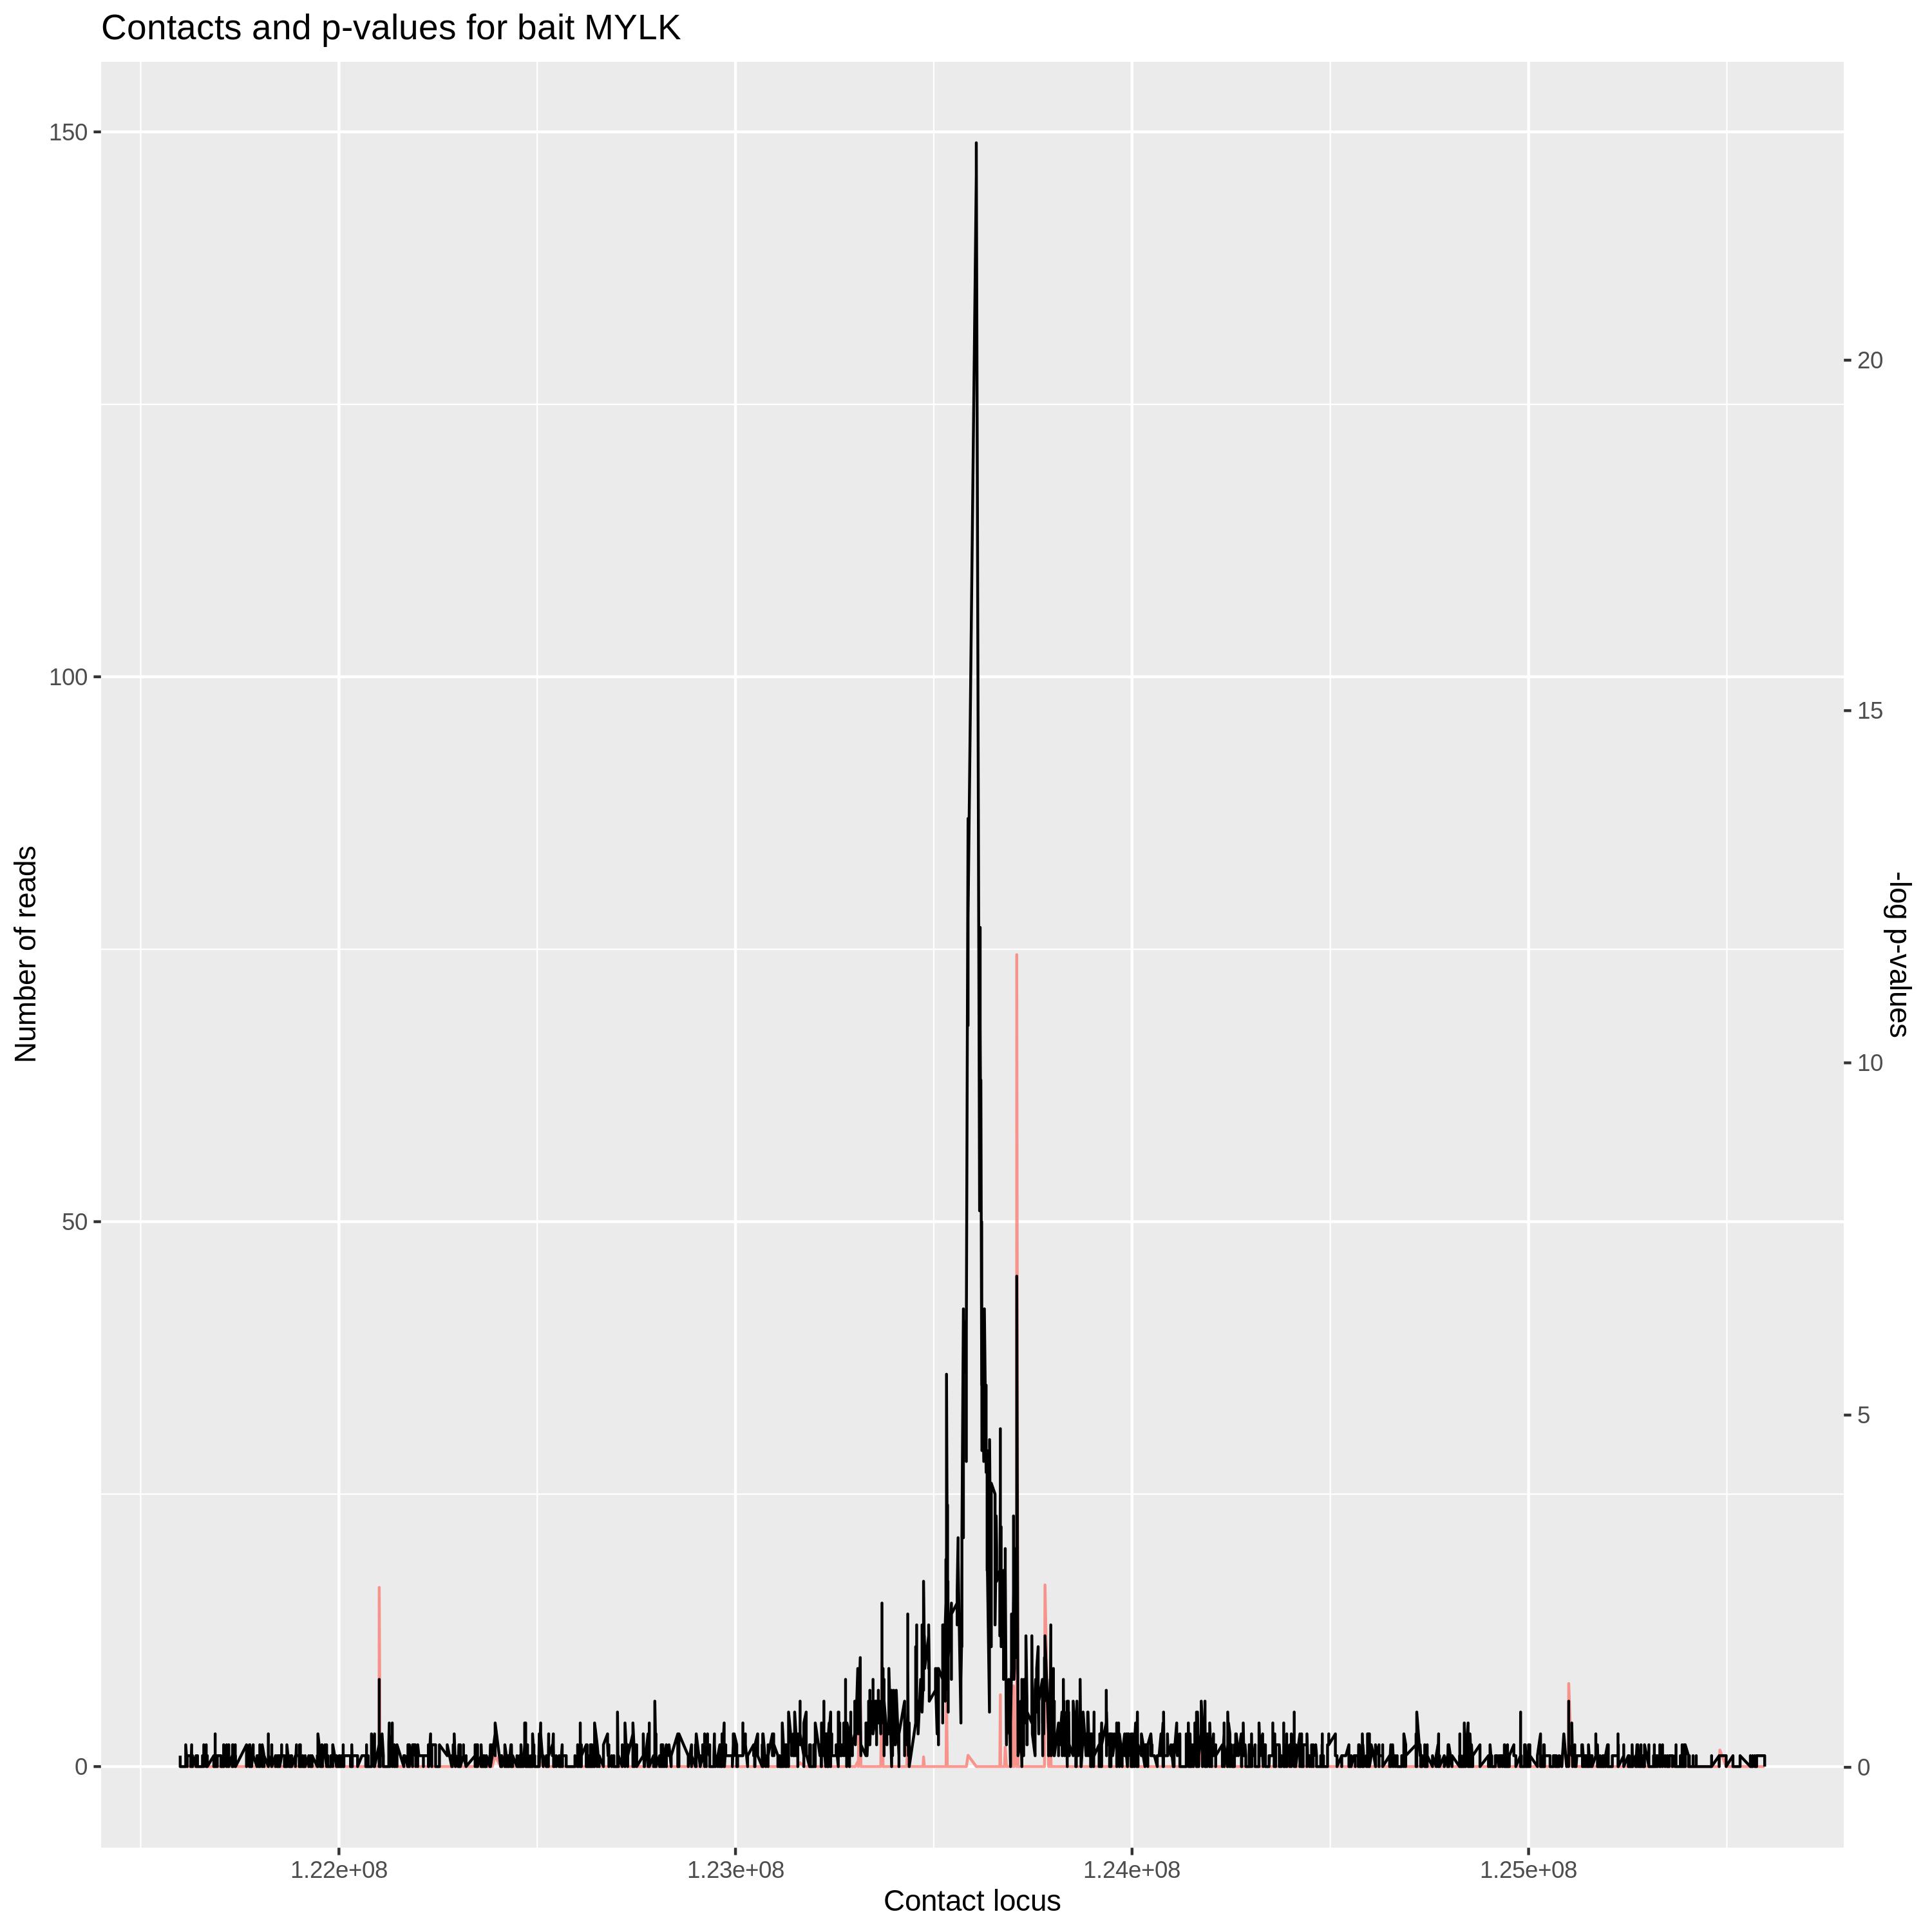 Contacts and p-values for bait MYLK
150
100
50
0
20
15
10
5
0
Number of reads
-log p-values
1.22e+08 1.23e+08 1.24e+08 1.25e+08
Contact locus